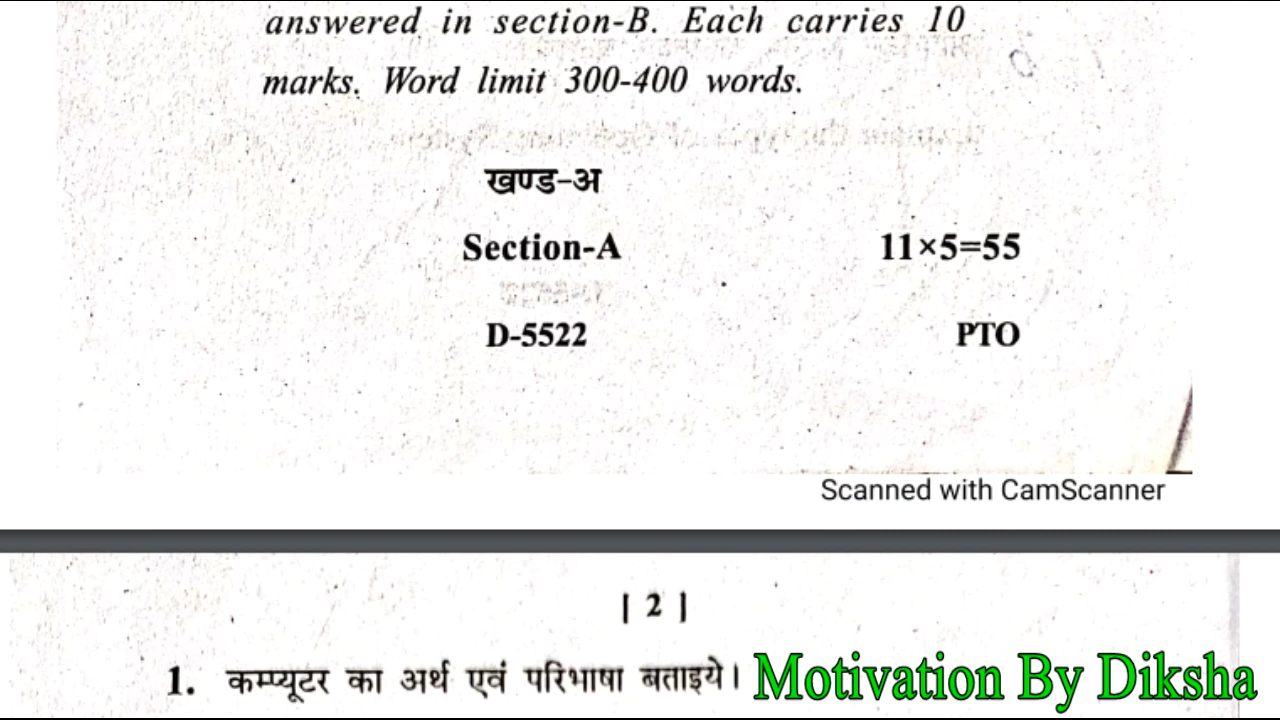 answered in section-B. Each carries 10
marks. Word limit 300-400 words.
खण्ड-अ
Section-A 11×5=55
D-5522 PTO
Scanned with CamScanner
| 2 |
1. कम्प्यूटर का अर्थ एवं परिभाषा बताइये।
Motivation By Diksha